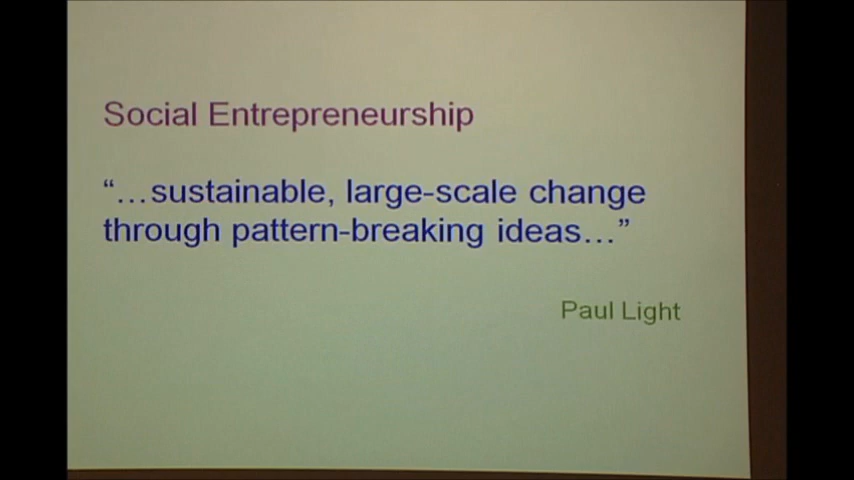 Social Entrepreneurship
“…sustainable, large-scale change
through pattern-breaking ideas…”
Paul Light